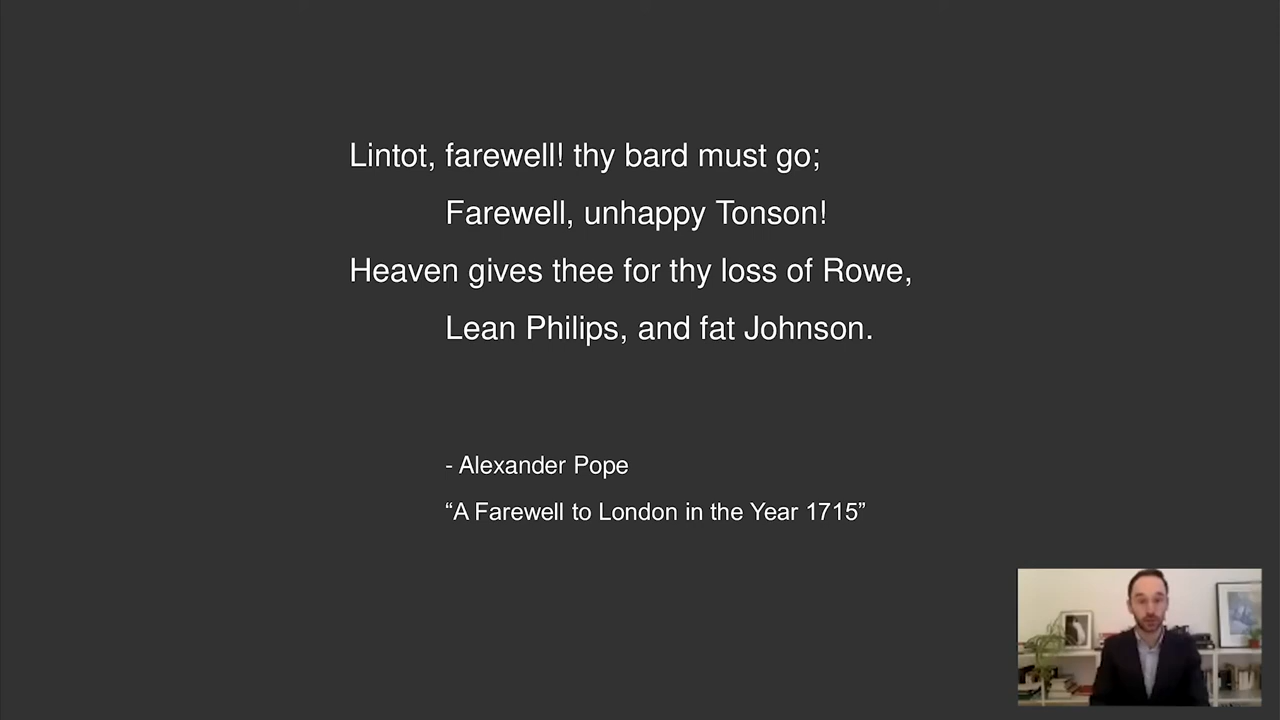 Lintot, farewell! thy bard must go;
Farewell, unhappy Tonson!
Heaven gives thee for thy loss of Rowe,
Lean Philips, and fat Johnson.
- Alexander Pope
“A Farewell to London in the Year 1715”